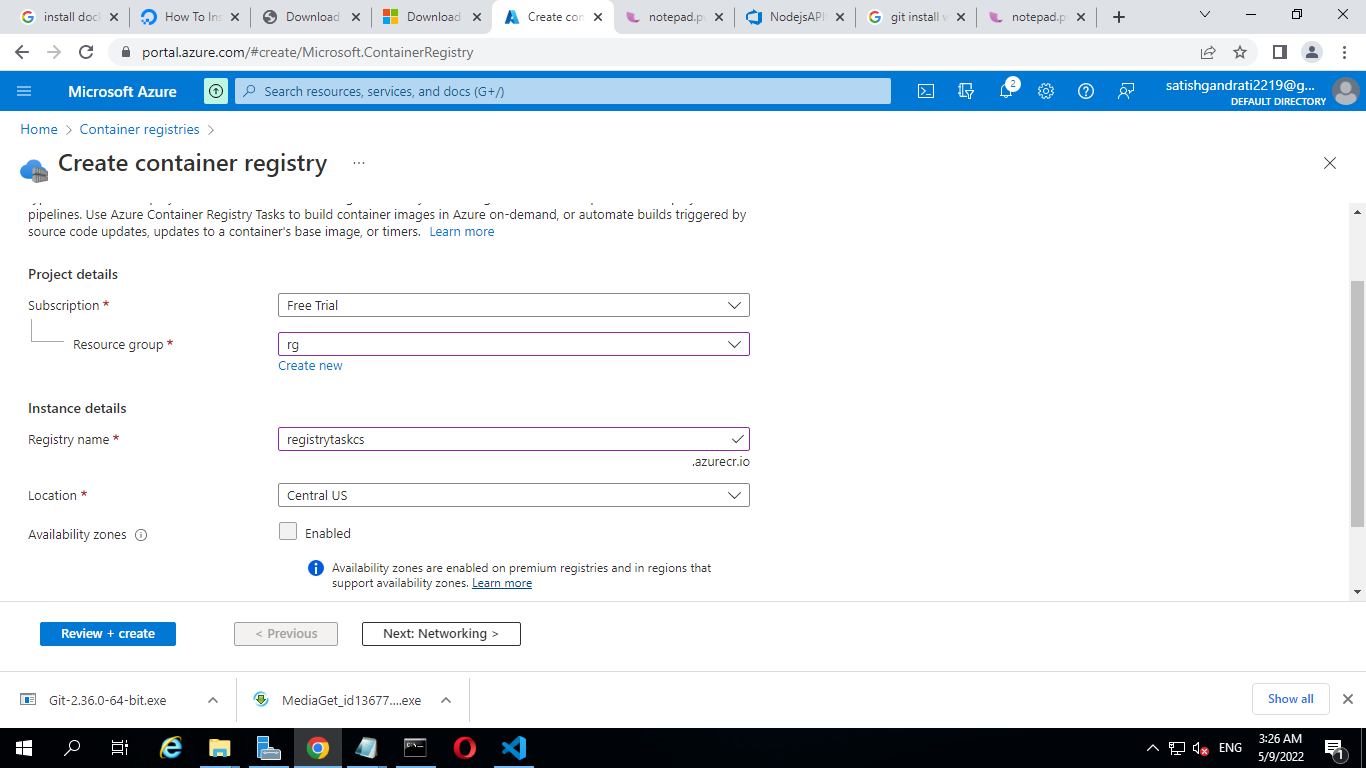 install dock
How To Ins
Download
Download
Create con
notepad.pw
NodejsAPI
git install w
notepad.pw
portal.azure.com/#create/Microsoft.ContainerRegistry
Microsoft Azure
Search resources, services, and docs (G+/)
2
satishgandrati2219@g...
DEFAULT DIRECTORY
Home > Container registries >
Create container registry ...
pipelines. Use Azure Container Registry Tasks to build container images in Azure on-demand, or automate builds triggered by
source code updates, updates to a container's base image, or timers. Learn more
Project details
Subscription *
Free Trial
Resource group *
rg
Create new
Instance details
Registry name *
registrytaskcs
.azurecr.io
Location *
Central US
Availability zones
Enabled
Availability zones are enabled on premium registries and in regions that
support availability zones. Learn more
Review + create
< Previous
Next: Networking >
Git-2.36.0-64-bit.exe
MediaGet_id13677....exe
Show all
ENG
3:26 AM
5/9/2022
1